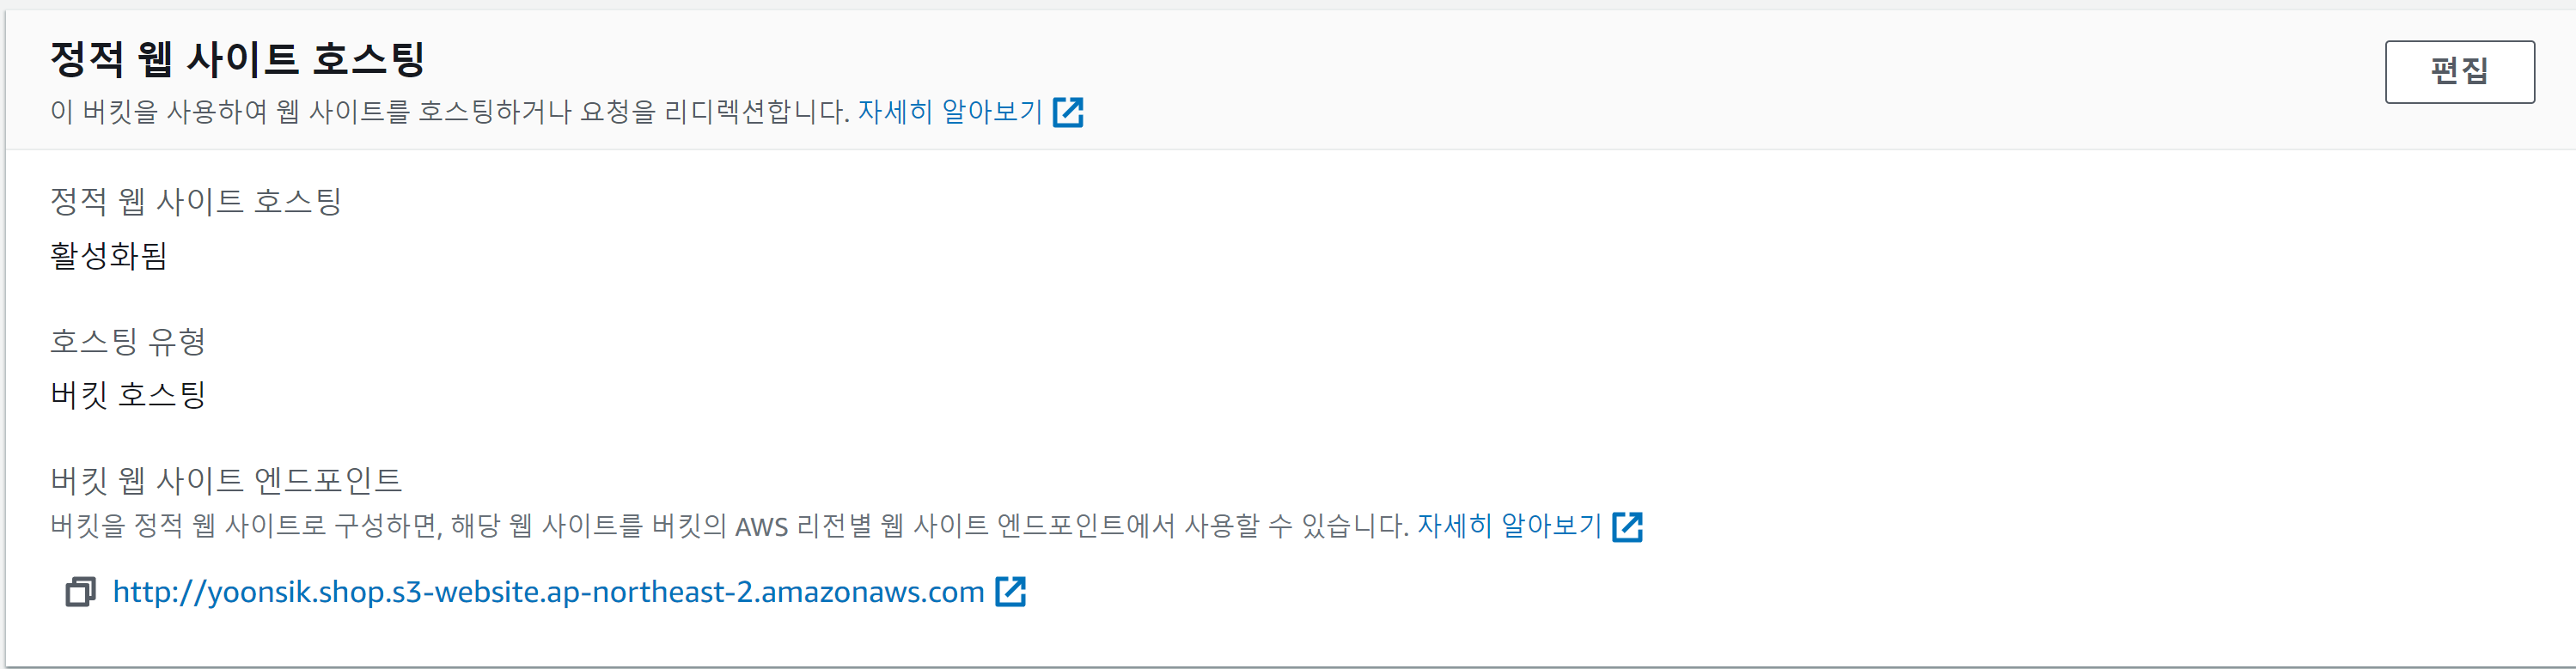 정적 웹 사이트 호스팅
편집
이 버킷을 사용하여 웹 사이트를 호스팅하거나 요청을 리디렉션합니다. 자세히 알아보기
정적 웹 사이트 호스팅
활성화됨
호스팅 유형
버킷 호스팅
버킷 웹 사이트 엔드포인트
버킷을 정적 웹 사이트로 구성하면, 해당 웹 사이트를 버킷의 AWS 리전별 웹 사이트 엔드포인트에서 사용할 수 있습니다. 자세히 알아보기
http://yoonsik.shop.s3-website.ap-northeast-2.amazonaws.com